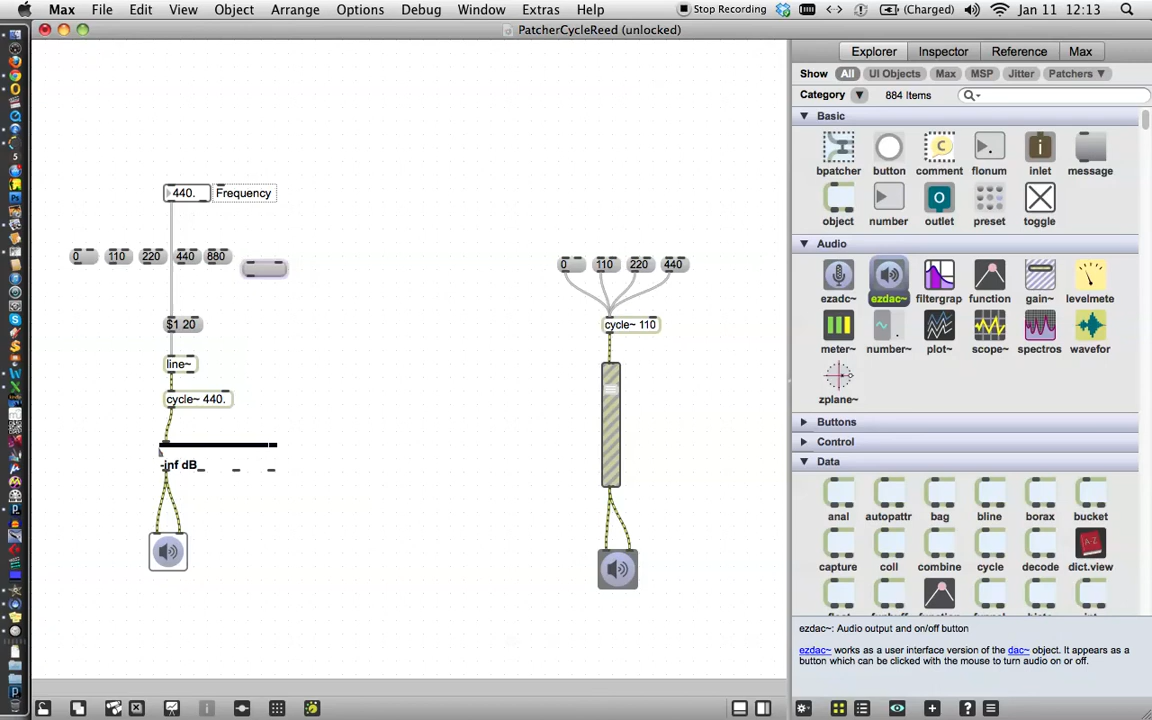 Max File Edit View Object Arrange Options Debug Window Extras Help Stop Recording (Charged) Jan 11 12:13
PatcherCycleReed (unlocked)
Explorer Inspector Reference Max
Show All UI Objects Max MSP Jitter Patchers ▼
Category ▼ 884 Items
Basic
bpatcher button comment flonum inlet message
object number outlet preset toggle
Audio
ezadc~ ezdac~ filtergrap function gain~ levelmete
meter~ number~ plot~ scope~ spectros wavefor
zplane~
Buttons
Control
Data
anal autopattr bag bline borax bucket
capture coll combine cycle decode dict.view
ezdac~: Audio output and on/off button
ezdac~ works as a user interface version of the dac~ object. It appears as a
button which can be clicked with the mouse to turn audio on or off.
440. Frequency
0 110 220 440 880
$1 20
line~
cycle~ 440.
-inf dB
0 110 220 440
cycle~ 110